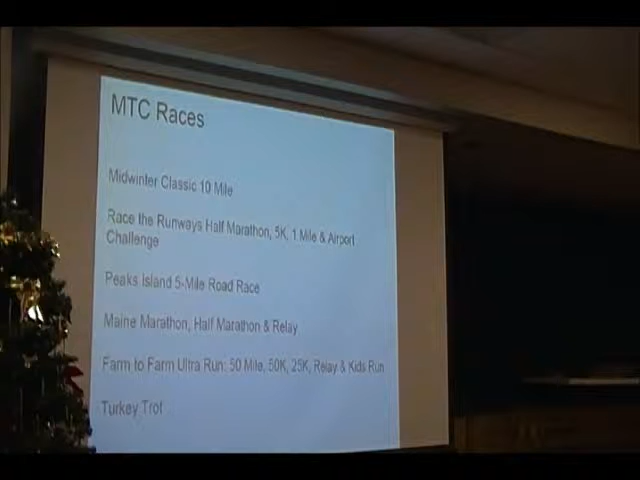 MTC Races
Midwinter Classic 10 Mile
Race the Runways Half Marathon, 5K, 1 Mile & Airport
Challenge
Peaks Island 5-Mile Road Race
Maine Marathon, Half Marathon & Relay
Farm to Farm Ultra Run: 50 Mile, 50K, 25K, Relay & Kids Run
Turkey Trot